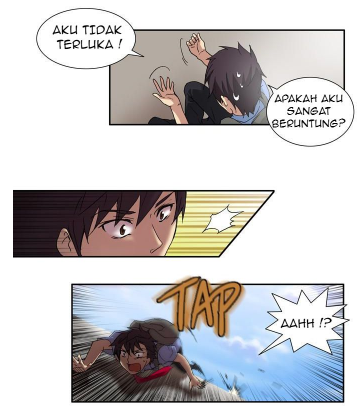 AKU TIDAK
TERLUKA !
APAKAH AKU
SANGAT
BERUNTUNG?
TAP
AAHH !?